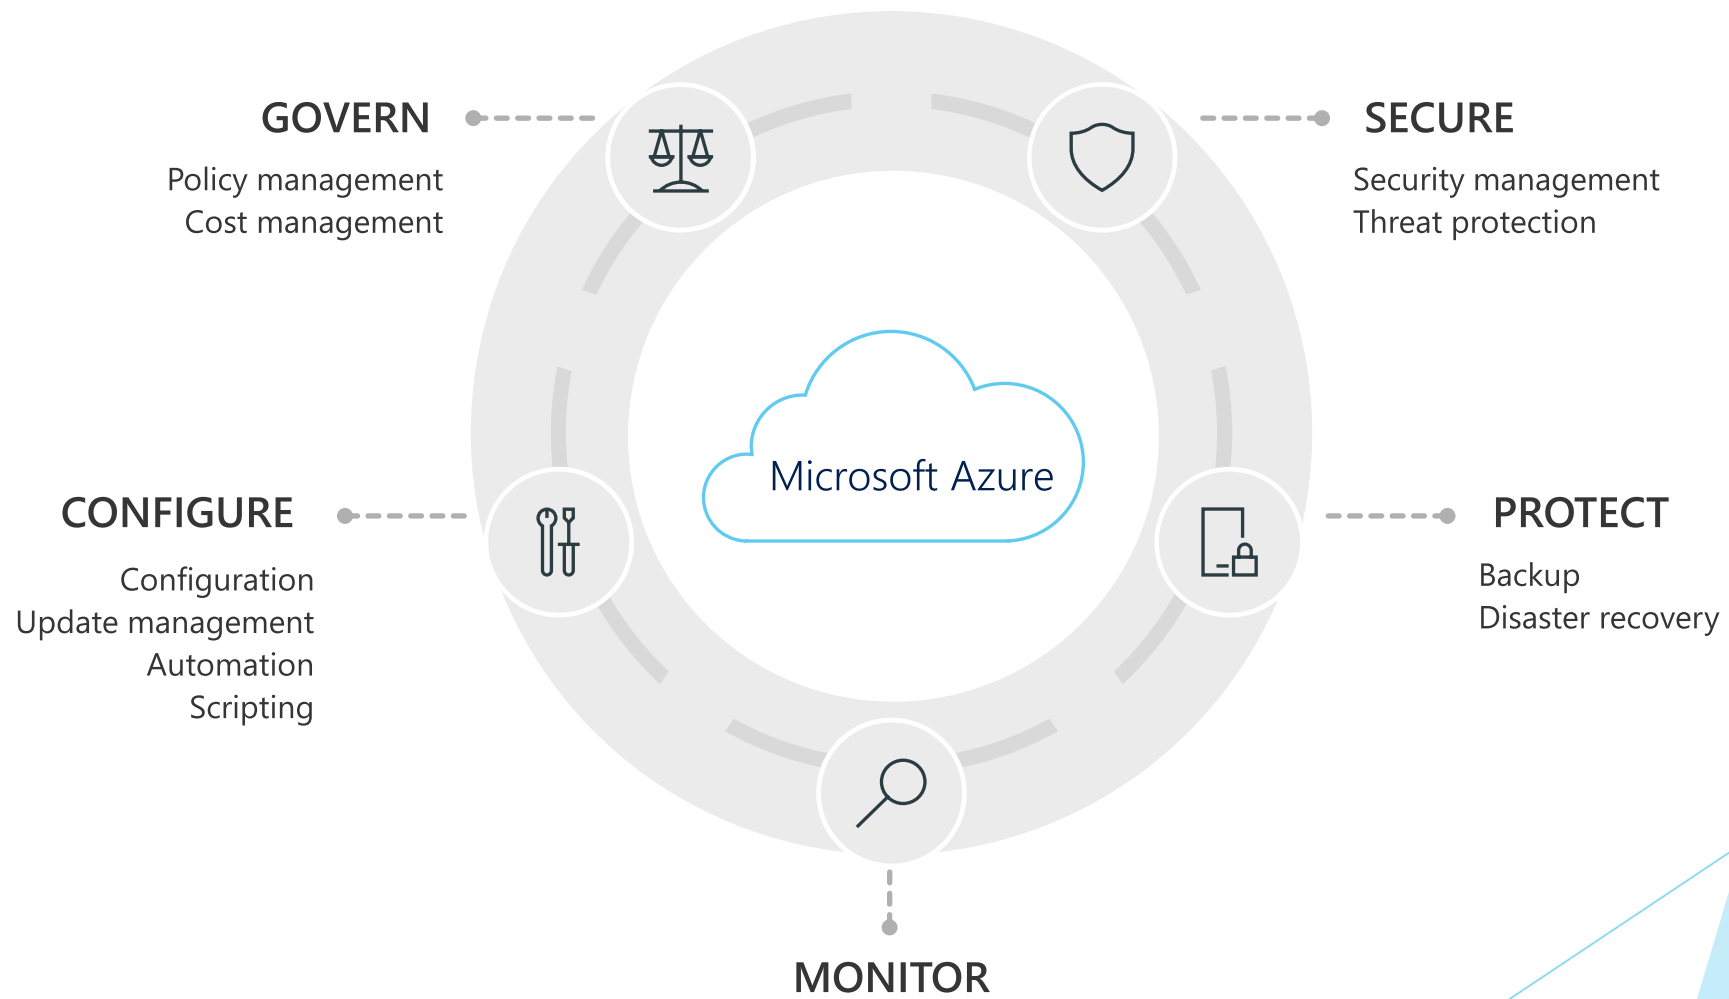 GOVERN
Policy management
Cost management
SECURE
Security management
Threat protection
Microsoft Azure
CONFIGURE
Configuration
Update management
Automation
Scripting
PROTECT
Backup
Disaster recovery
MONITOR